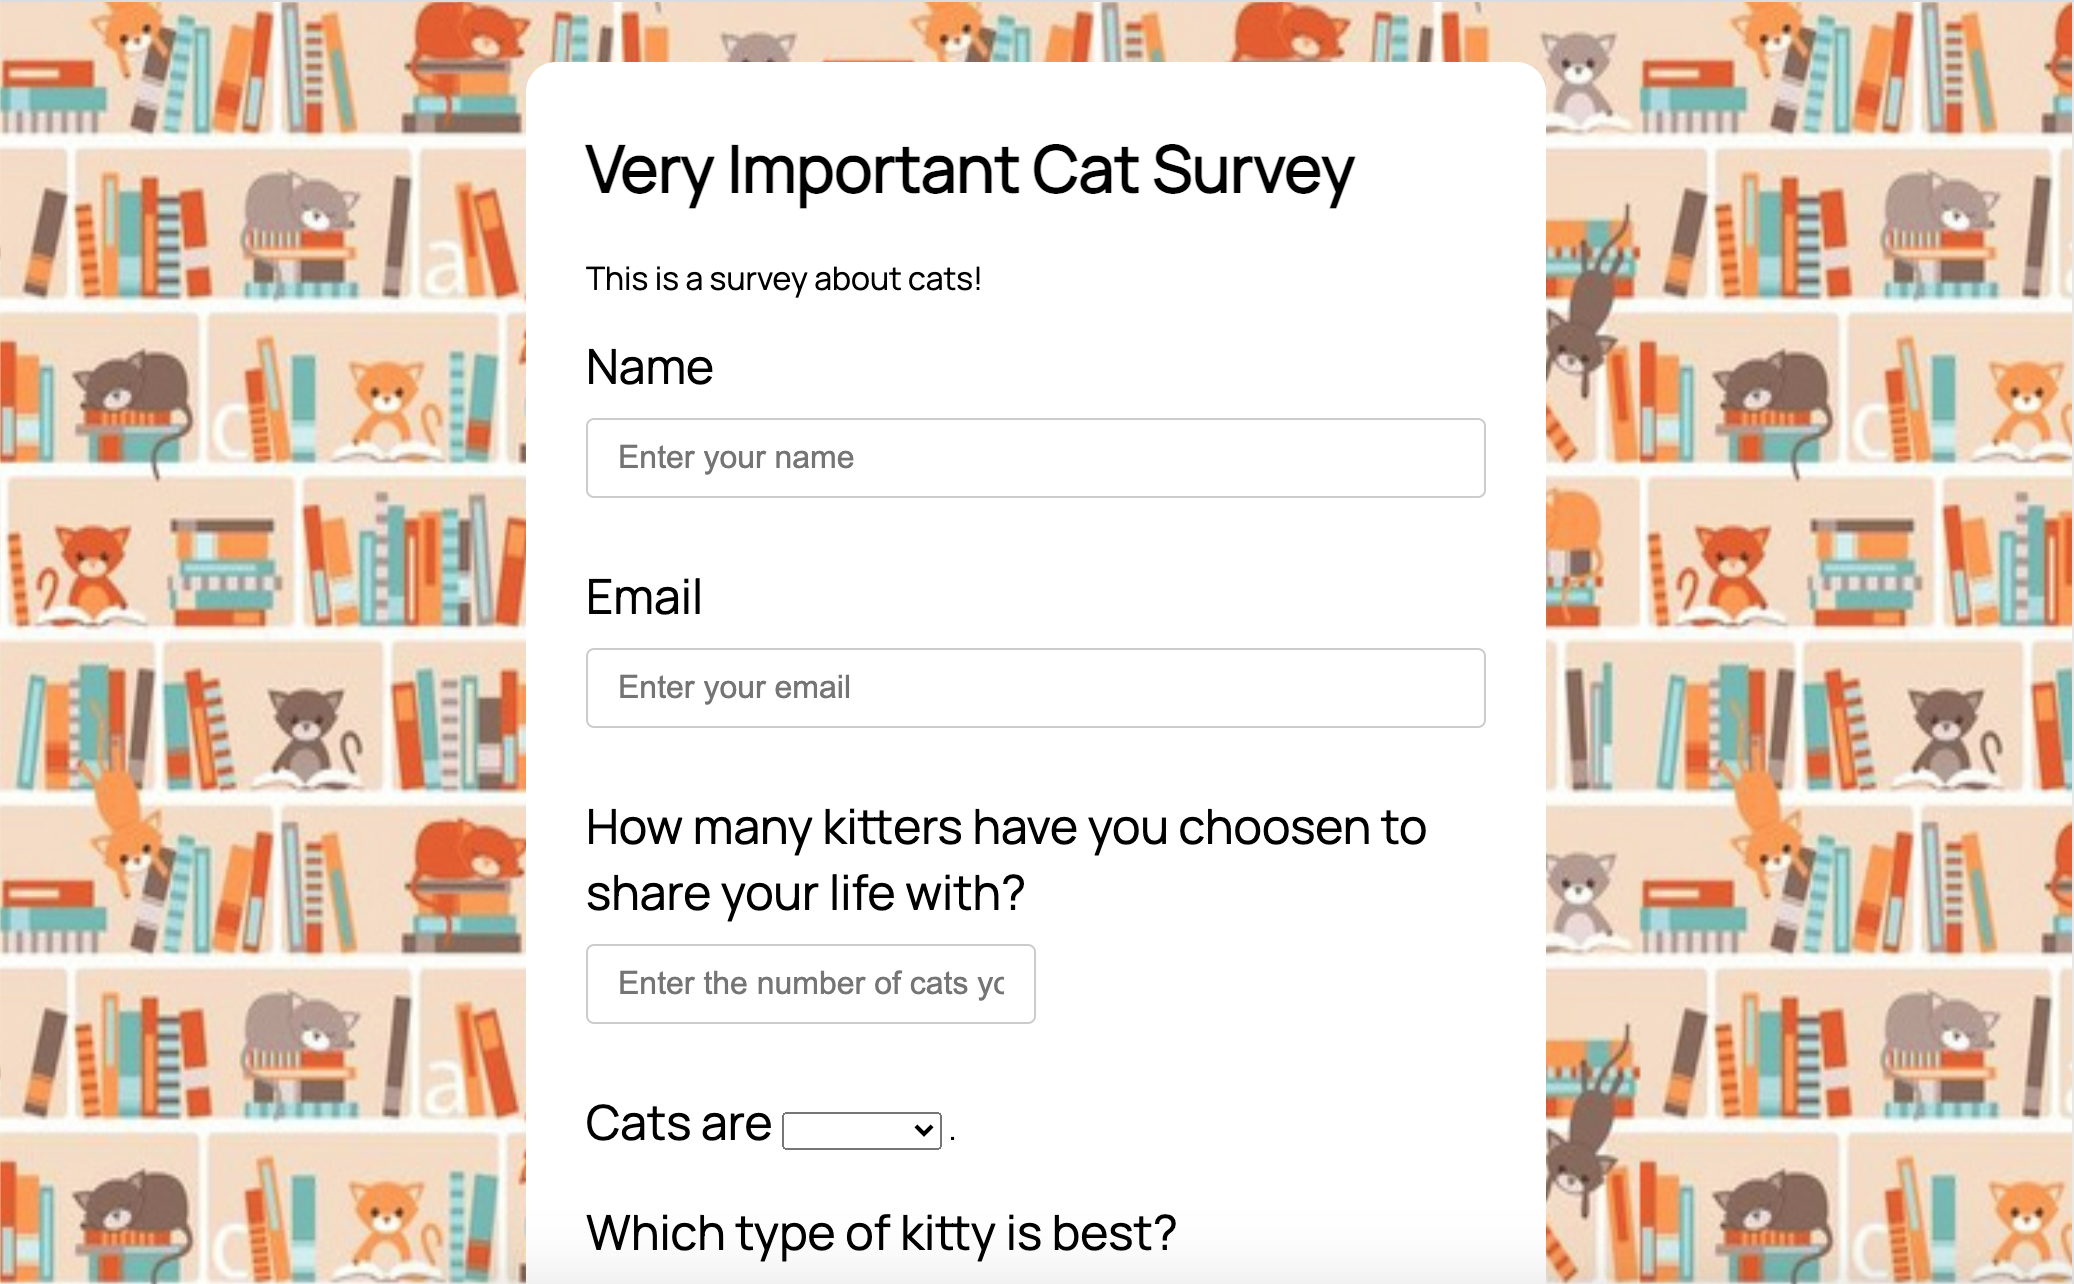 Very Important Cat Survey
This is a survey about cats!
Name
Enter your name
Email
Enter your email
How many kitters have you choosen to
share your life with?
Enter the number of cats yo
Cats are .
Which type of kitty is best?